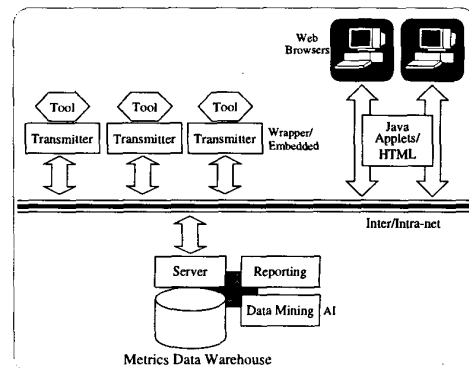 Web
Browsers
Tool Tool Tool
Transmitter Transmitter Transmitter
Wrapper/
Embedded
Java
Applets/
HTML
Inter/Intra-net
Server Reporting
Data Mining AI
Metrics Data Warehouse